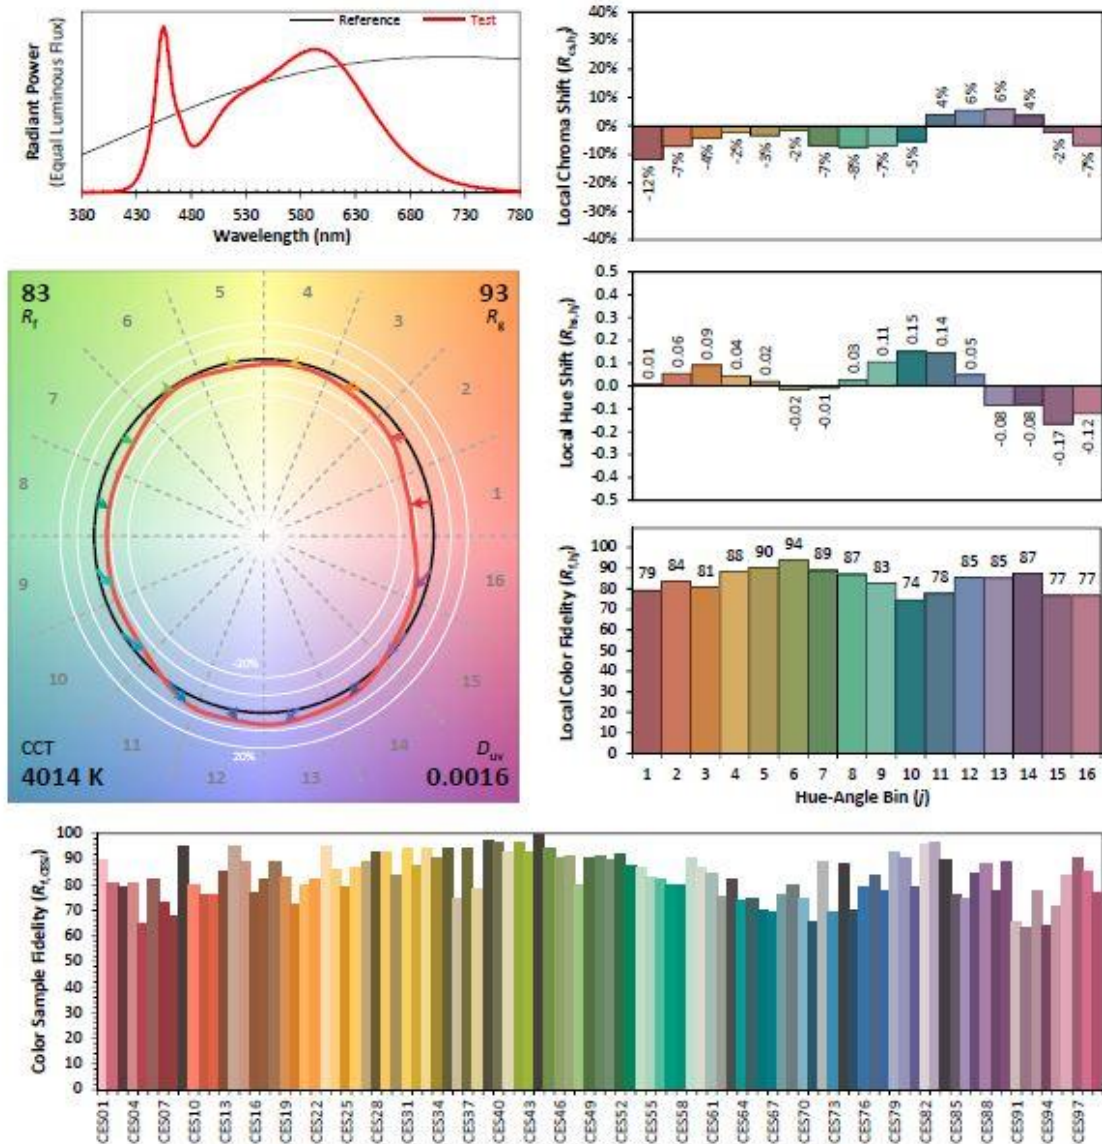 Radiant Power
(Equal Luminous Flux)
Reference
Test
380 430 480 530 580 630 680 730 780
Wavelength (nm)
Local Chroma Shift (Rcs,hj)
40%
30%
20%
10%
0%
-10%
-20%
-30%
-40%
-12% -7% -4% -2% -3% -2% -7% -8% -7% -5% 4% 6% 6% 4% -2% -7%
83
Rf
93
Rg
5 4
6 3
7 2
8 1
9 16
10 15
11 14
12 13
-20%
20%
CCT
4014 K
Duv
0.0016
Local Hue Shift (Rhs,hj)
0.5
0.4
0.3
0.2
0.1
0.0
-0.1
-0.2
-0.3
-0.4
-0.5
0.01 0.06 0.09 0.04 0.02 -0.02 -0.01 0.03 0.11 0.15 0.14 0.05 -0.08 -0.08 -0.17 -0.12
Local Color Fidelity (Rf,hj)
100
90
80
70
60
50
40
30
20
10
0
79 84 81 88 90 94 89 87 83 74 78 85 85 87 77 77
1 2 3 4 5 6 7 8 9 10 11 12 13 14 15 16
Hue-Angle Bin (j)
Color Sample Fidelity (Rf,CESi)
100
90
80
70
60
50
40
30
20
10
0
CES01 CES04 CES07 CES10 CES13 CES16 CES19 CES22 CES25 CES28 CES31 CES34 CES37 CES40 CES43 CES46 CES49 CES52 CES55 CES58 CES61 CES64 CES67 CES70 CES73 CES76 CES79 CES82 CES85 CES88 CES91 CES94 CES97